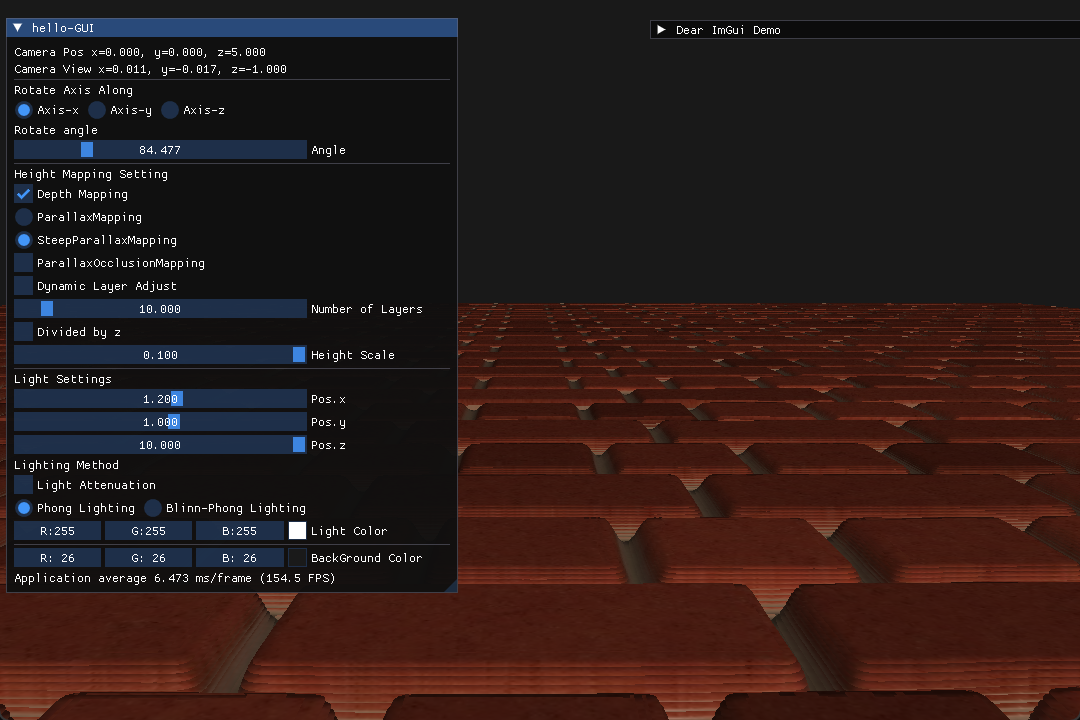 hello-GUI
Dear ImGui Demo
Camera Pos x=0.000, y=0.000, z=5.000
Camera View x=0.011, y=-0.017, z=-1.000
Rotate Axis Along
Axis-x Axis-y Axis-z
Rotate angle
84.477 Angle
Height Mapping Setting
Depth Mapping
ParallaxMapping
SteepParallaxMapping
ParallaxOcclusionMapping
Dynamic Layer Adjust
10.000 Number of Layers
Divided by z
0.100 Height Scale
Light Settings
1.200 Pos.x
1.000 Pos.y
10.000 Pos.z
Lighting Method
Light Attenuation
Phong Lighting Blinn-Phong Lighting
R:255 G:255 B:255 Light Color
R: 26 G: 26 B: 26 BackGround Color
Application average 6.473 ms/frame (154.5 FPS)